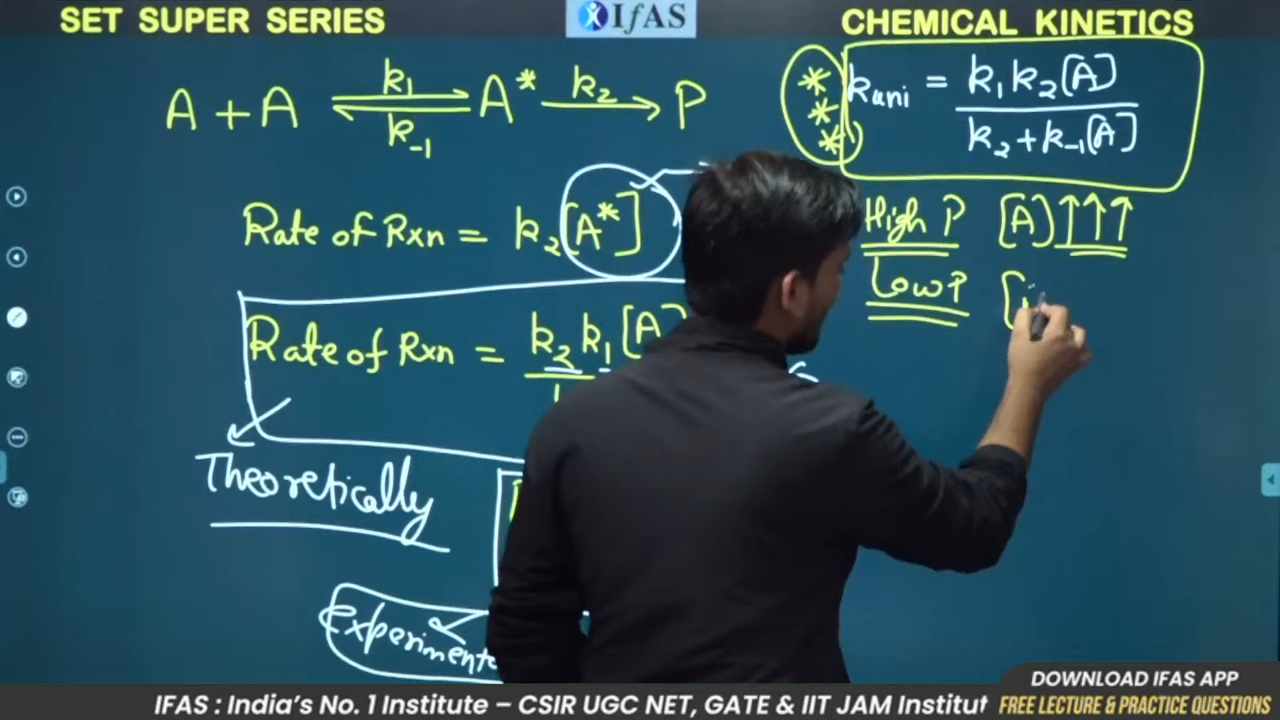 SET SUPER SERIES
IfAS
CHEMICAL KINETICS
A + A ⇌ A* → P
k₁
k₋₁
k₂
kuni = k₁k₂[A] / k₂+k₋₁[A]
Rate of Rxn = k₂[A*]
High P [A]↑↑↑
Low P [
Rate of Rxn = k₂k₁[A]
Theoretically
IFAS : India's No. 1 Institute – CSIR UGC NET, GATE & IIT JAM Institut
DOWNLOAD IFAS APP
FREE LECTURE & PRACTICE QUESTIONS